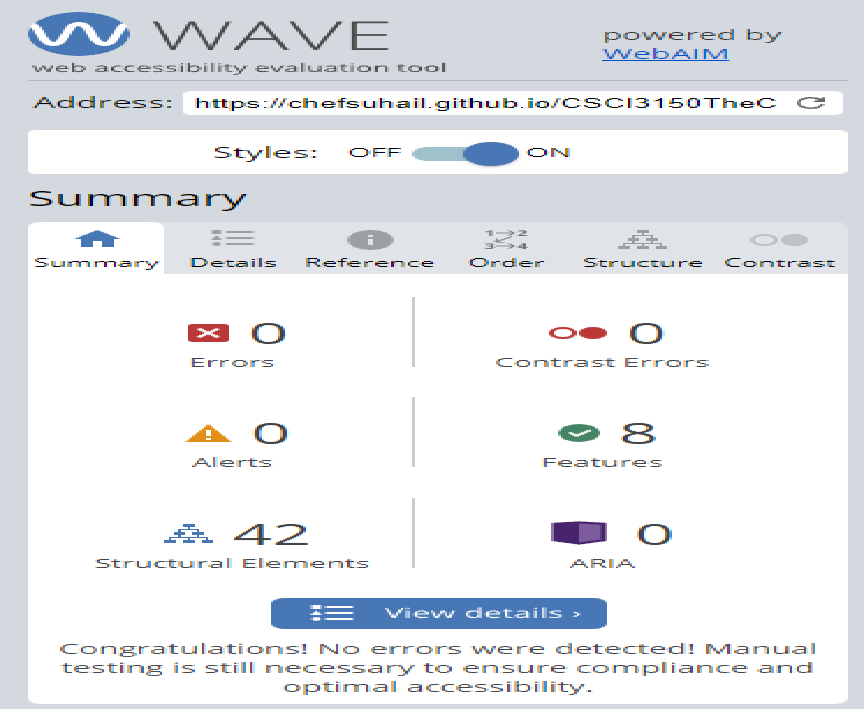 WAVE
web accessibility evaluation tool
powered by
WebAIM
Address: https://chefsuhail.github.io/CSCI3150TheC
Styles: OFF ON
Summary
Summary Details Reference Order Structure Contrast
0 0
Errors Contrast Errors
0 8
Alerts Features
42 0
Structural Elements ARIA
View details ›
Congratulations! No errors were detected! Manual
testing is still necessary to ensure compliance and
optimal accessibility.